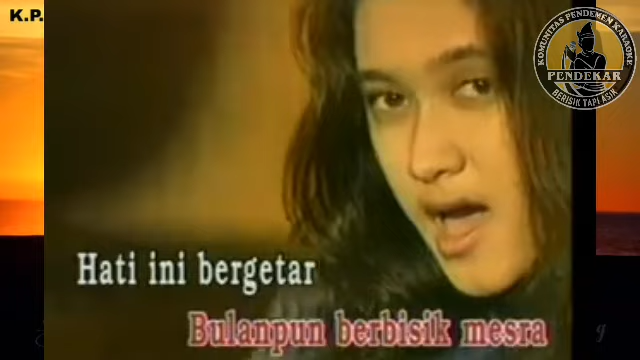 K.P.
KOMUNITAS PENDEMEN KARAOKE
PENDEKAR
BERISIK TAPI ASIK
Hati ini bergetar
Bulanpun berbisik mesra